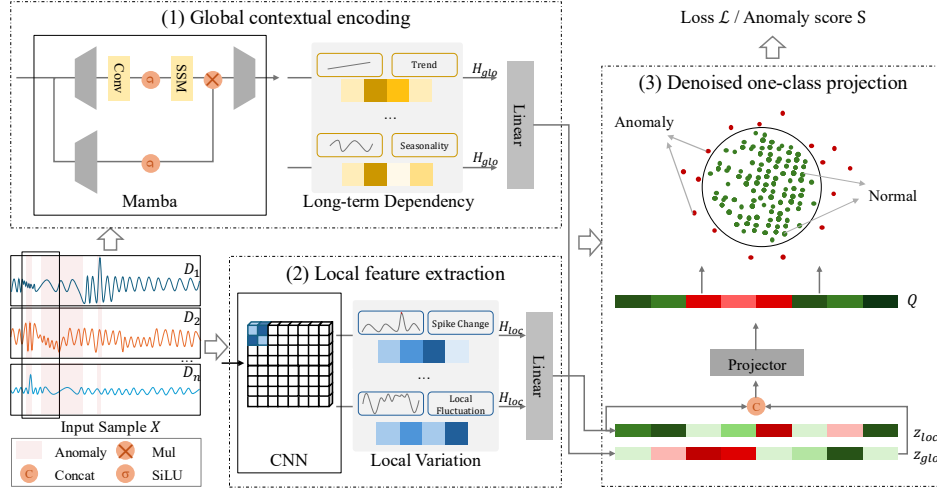 (1) Global contextual encoding
Conv
σ
SSM
σ
Mamba
Trend
H_glo
...
Seasonality
H_glo
Long-term Dependency
Linear
D_1
D_2
...
D_n
Input Sample X
Anomaly
Mul
C
Concat
σ
SiLU
(2) Local feature extraction
CNN
Spike Change
H_loc
...
Local
Fluctuation
H_loc
Local Variation
Linear
Loss ℒ / Anomaly score S
(3) Denoised one-class projection
Anomaly
Normal
Q
Projector
C
z_loc
z_glo